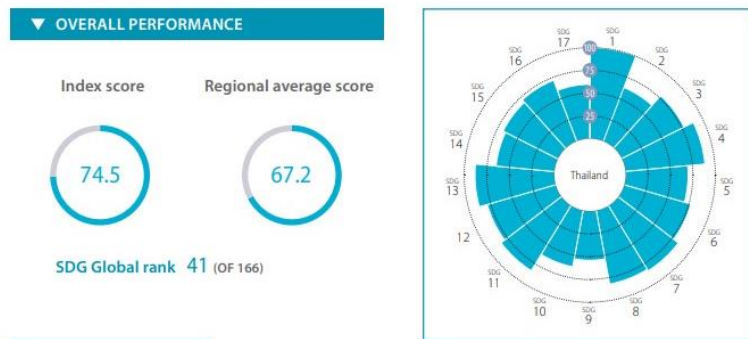 ▼ OVERALL PERFORMANCE
Index score
Regional average score
74.5
67.2
SDG Global rank 41 (OF 166)
SDG
1
SDG
2
SDG
3
SDG
4
SDG
5
SDG
6
SDG
7
SDG
8
SDG
9
SDG
10
SDG
11
12
SDG
13
SDG
14
SDG
15
SDG
16
SDG
17
100
75
50
25
Thailand